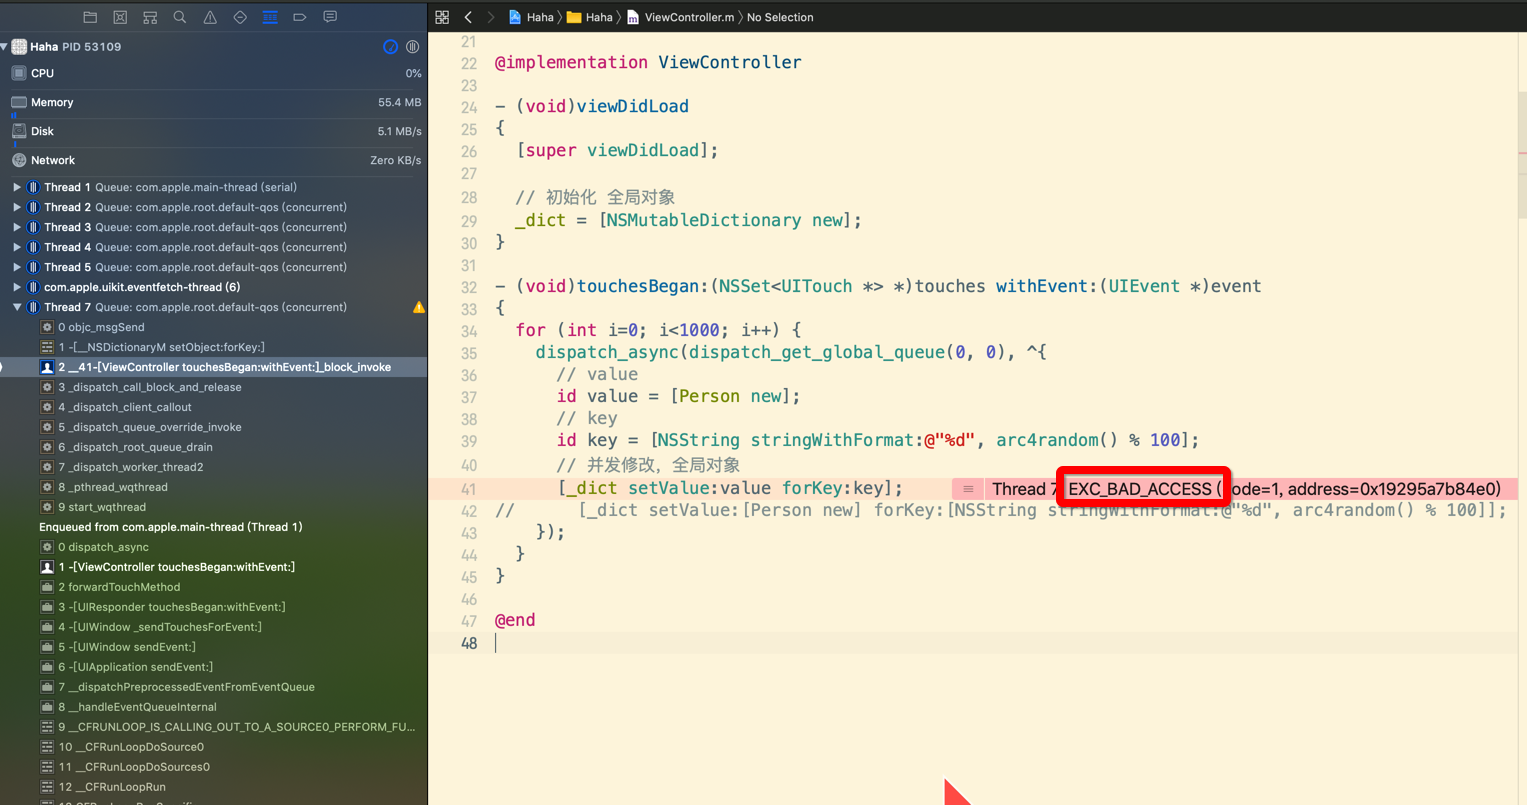 Haha PID 53109
CPU 0%
Memory 55.4 MB
Disk 5.1 MB/s
Network Zero KB/s
Thread 1 Queue: com.apple.main-thread (serial)
Thread 2 Queue: com.apple.root.default-qos (concurrent)
Thread 3 Queue: com.apple.root.default-qos (concurrent)
Thread 4 Queue: com.apple.root.default-qos (concurrent)
Thread 5 Queue: com.apple.root.default-qos (concurrent)
com.apple.uikit.eventfetch-thread (6)
Thread 7 Queue: com.apple.root.default-qos (concurrent)
0 objc_msgSend
1 -[__NSDictionaryM setObject:forKey:]
2 __41-[ViewController touchesBegan:withEvent:]_block_invoke
3 _dispatch_call_block_and_release
4 _dispatch_client_callout
5 _dispatch_queue_override_invoke
6 _dispatch_root_queue_drain
7 _dispatch_worker_thread2
8 _pthread_wqthread
9 start_wqthread
Enqueued from com.apple.main-thread (Thread 1)
0 dispatch_async
1 -[ViewController touchesBegan:withEvent:]
2 forwardTouchMethod
3 -[UIResponder touchesBegan:withEvent:]
4 -[UIWindow _sendTouchesForEvent:]
5 -[UIWindow sendEvent:]
6 -[UIApplication sendEvent:]
7 __dispatchPreprocessedEventFromEventQueue
8 __handleEventQueueInternal
9 __CFRUNLOOP_IS_CALLING_OUT_TO_A_SOURCE0_PERFORM_FU...
10 __CFRunLoopDoSource0
11 __CFRunLoopDoSources0
12 __CFRunLoopRun
Haha Haha m ViewController.m No Selection
21
22 @implementation ViewController
23
24 - (void)viewDidLoad
25 {
26 [super viewDidLoad];
27
28 // 初始化 全局对象
29 _dict = [NSMutableDictionary new];
30 }
31
32 - (void)touchesBegan:(NSSet<UITouch *> *)touches withEvent:(UIEvent *)event
33 {
34 for (int i=0; i<1000; i++) {
35 dispatch_async(dispatch_get_global_queue(0, 0), ^{
36 // value
37 id value = [Person new];
38 // key
39 id key = [NSString stringWithFormat:@"%d", arc4random() % 100];
40 // 并发修改，全局对象
41 [_dict setValue:value forKey:key]; Thread 7 EXC_BAD_ACCESS (ode=1, address=0x19295a7b84e0)
42 // [_dict setValue:[Person new] forKey:[NSString stringWithFormat:@"%d", arc4random() % 100]];
43 });
44 }
45 }
46
47 @end
48